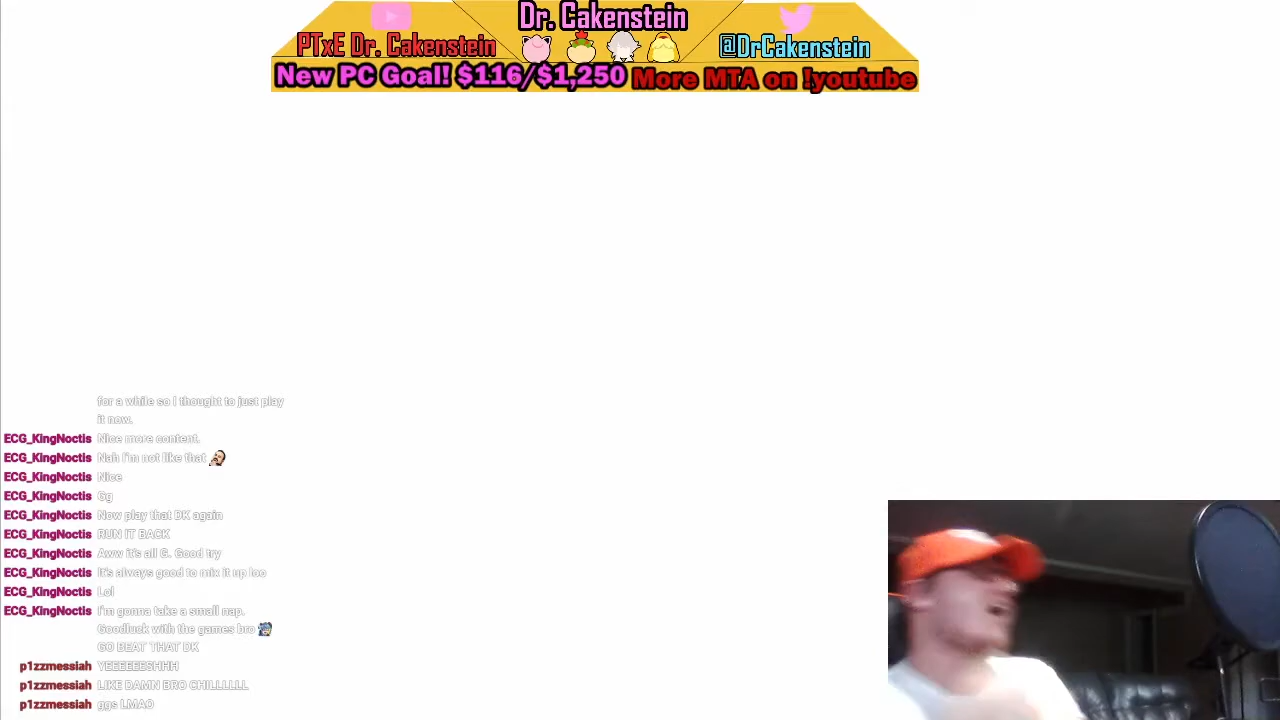 Dr. Cakenstein
PTxE Dr. Cakenstein
@DrCakenstein
New PC Goal! $116/$1,250 More MTA on !youtube
for a while so I thought to just play
it now.
ECG_KingNoctis Nice more content.
ECG_KingNoctis Nah I'm not like that
ECG_KingNoctis Nice
ECG_KingNoctis Gg
ECG_KingNoctis Now play that DK again
ECG_KingNoctis RUN IT BACK
ECG_KingNoctis Aww it's all G. Good try
ECG_KingNoctis It's always good to mix it up loo
ECG_KingNoctis Lol
ECG_KingNoctis I'm gonna take a small nap.
Goodluck with the games bro
GO BEAT THAT DK
p1zzmessiah YEEEEEESHHH
p1zzmessiah LIKE DAMN BRO CHILLLLLL
p1zzmessiah ggs LMAO